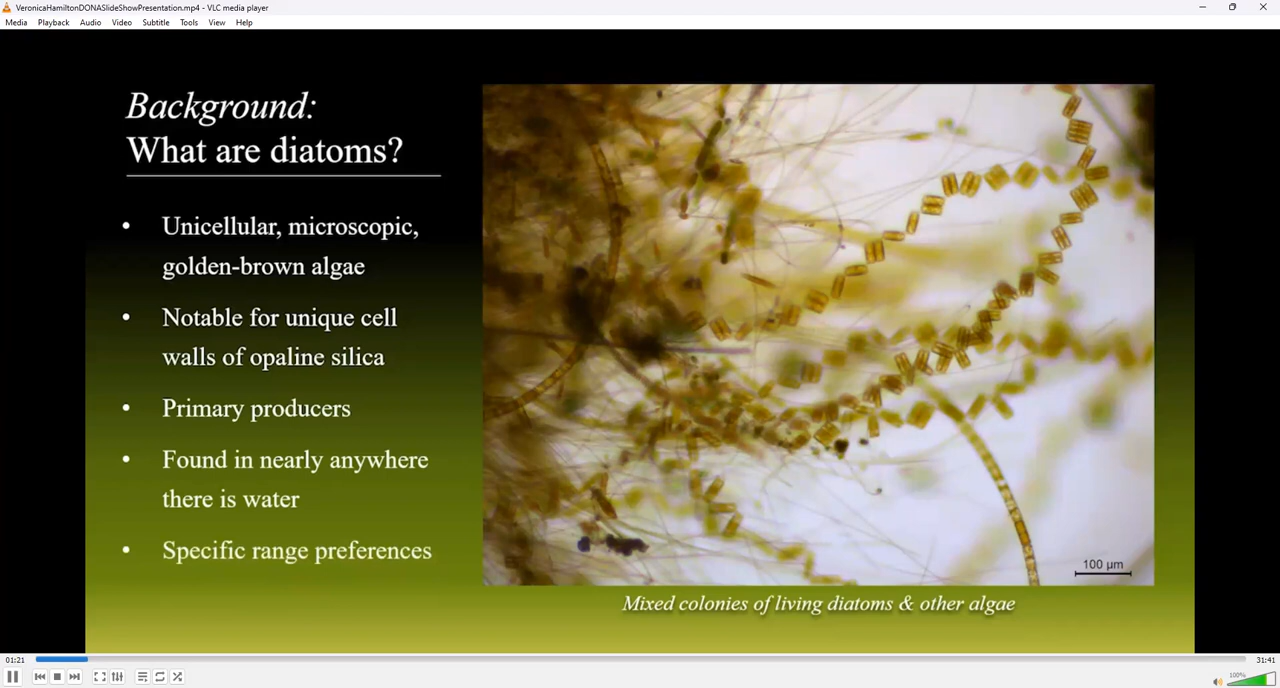 VeronicaHamiltonDONASlideShowPresentation.mp4 - VLC media player
Media Playback Audio Video Subtitle Tools View Help
Background:
What are diatoms?
• Unicellular, microscopic,
golden-brown algae
• Notable for unique cell
walls of opaline silica
• Primary producers
• Found in nearly anywhere
there is water
• Specific range preferences
100 µm
Mixed colonies of living diatoms & other algae
01:21
31:41
100%